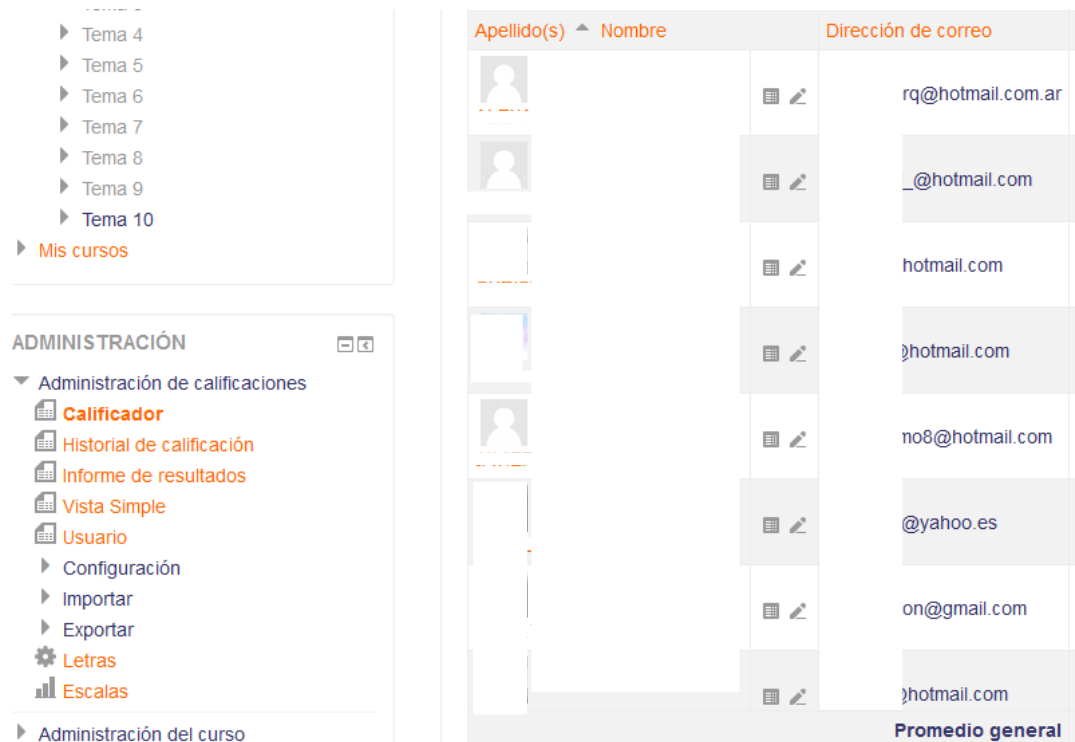 Tema 4
Tema 5
Tema 6
Tema 7
Tema 8
Tema 9
Tema 10
Mis cursos
ADMINISTRACIÓN
Administración de calificaciones
Calificador
Historial de calificación
Informe de resultados
Vista Simple
Usuario
Configuración
Importar
Exportar
Letras
Escalas
Administración del curso
Apellido(s) Nombre Dirección de correo
rq@hotmail.com.ar
_@hotmail.com
hotmail.com
@hotmail.com
mo8@hotmail.com
@yahoo.es
on@gmail.com
@hotmail.com
Promedio general